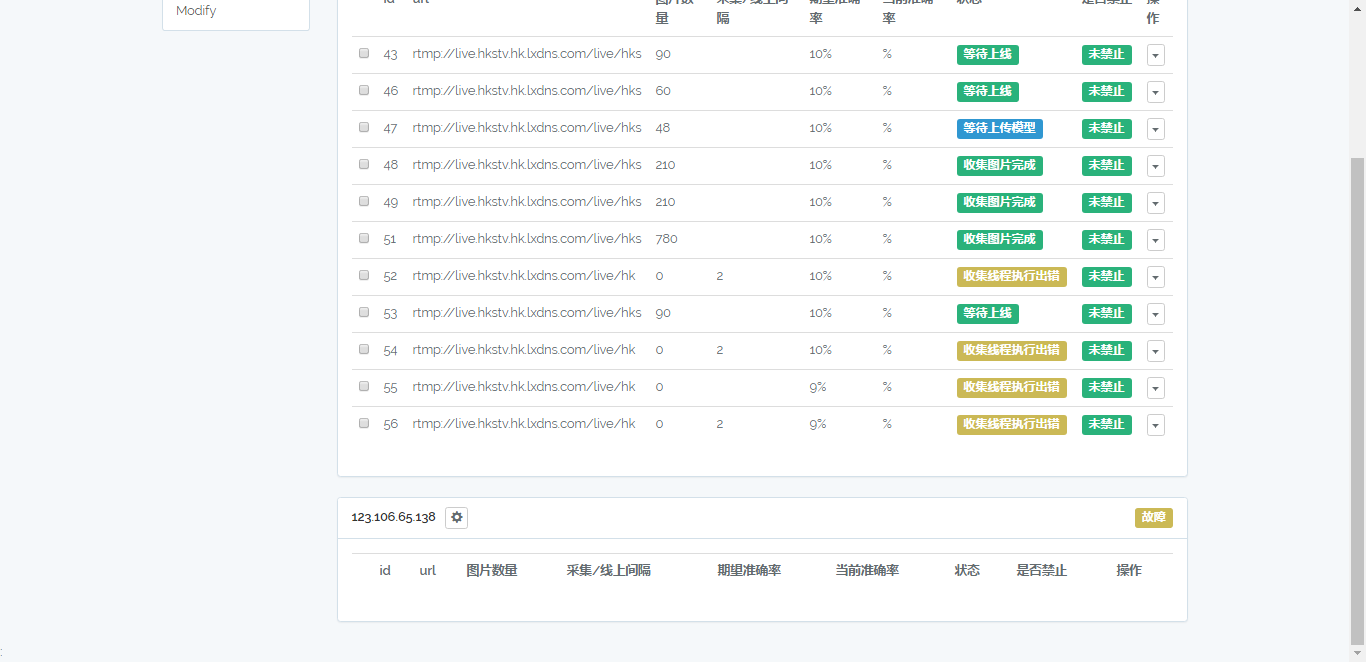 Modify
id url 图片数 采集/线上间 期望准确 当前准确 状态 是否禁止 操
量 隔 率 率 作
43 rtmp://live.hkstv.hk.lxdns.com/live/hks 90 10% % 等待上线 未禁止
46 rtmp://live.hkstv.hk.lxdns.com/live/hks 60 10% % 等待上线 未禁止
47 rtmp://live.hkstv.hk.lxdns.com/live/hks 48 10% % 等待上传模型 未禁止
48 rtmp://live.hkstv.hk.lxdns.com/live/hks 210 10% % 收集图片完成 未禁止
49 rtmp://live.hkstv.hk.lxdns.com/live/hks 210 10% % 收集图片完成 未禁止
51 rtmp://live.hkstv.hk.lxdns.com/live/hks 780 10% % 收集图片完成 未禁止
52 rtmp://live.hkstv.hk.lxdns.com/live/hk 0 2 10% % 收集线程执行出错 未禁止
53 rtmp://live.hkstv.hk.lxdns.com/live/hks 90 10% % 等待上线 未禁止
54 rtmp://live.hkstv.hk.lxdns.com/live/hk 0 2 10% % 收集线程执行出错 未禁止
55 rtmp://live.hkstv.hk.lxdns.com/live/hk 0 9% % 收集线程执行出错 未禁止
56 rtmp://live.hkstv.hk.lxdns.com/live/hk 0 2 9% % 收集线程执行出错 未禁止
123.106.65.138 故障
id url 图片数量 采集/线上间隔 期望准确率 当前准确率 状态 是否禁止 操作
: